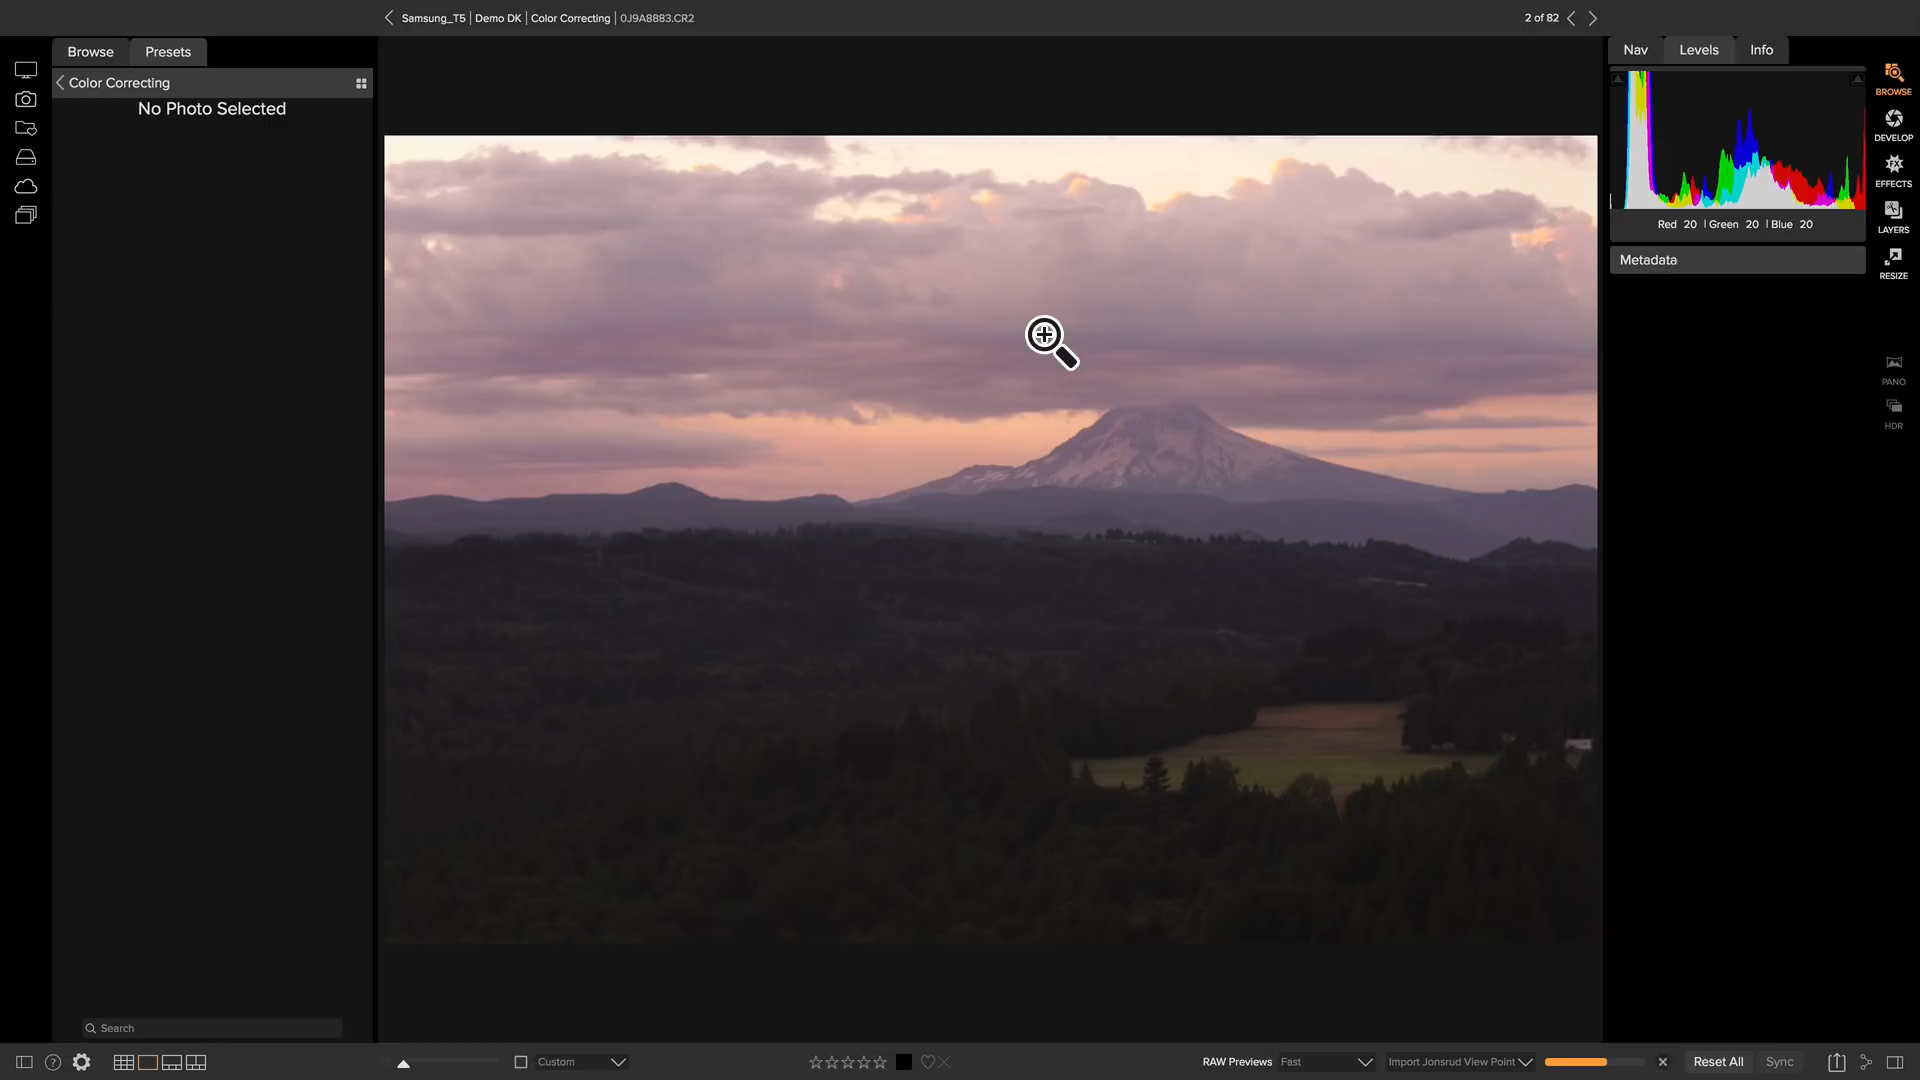 Samsung_T5 | Demo DK | Color Correcting | 0J9A8883.CR2
2 of 82
Browse
Presets
Color Correcting
No Photo Selected
Nav
Levels
Info
Red 20 | Green 20 | Blue 20
Metadata
BROWSE
DEVELOP
FX
EFFECTS
LAYERS
RESIZE
PANO
HDR
Search
?
Custom
RAW Previews
Fast
Import Jonsrud View Point
Reset All
Sync